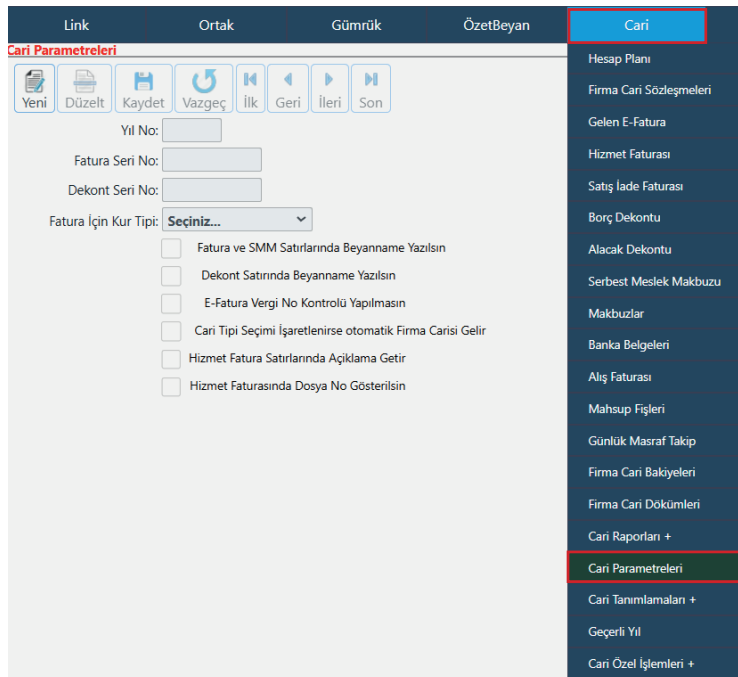 Link Ortak Gümrük ÖzetBeyan Cari
Cari Parametreleri
Yeni Düzelt Kaydet Vazgeç İlk Geri İleri Son
Yıl No:
Fatura Seri No:
Dekont Seri No:
Fatura İçin Kur Tipi: Seçiniz...
Fatura ve SMM Satırlarında Beyanname Yazılsın
Dekont Satırında Beyanname Yazılsın
E-Fatura Vergi No Kontrolü Yapılmasın
Cari Tipi Seçimi İşaretlenirse otomatik Firma Carisi Gelir
Hizmet Fatura Satırlarında Açıklama Getir
Hizmet Faturasında Dosya No Gösterilsin
Hesap Planı
Firma Cari Sözleşmeleri
Gelen E-Fatura
Hizmet Faturası
Satış İade Faturası
Borç Dekontu
Alacak Dekontu
Serbest Meslek Makbuzu
Makbuzlar
Banka Belgeleri
Alış Faturası
Mahsup Fişleri
Günlük Masraf Takip
Firma Cari Bakiyeleri
Firma Cari Dökümleri
Cari Raporları +
Cari Parametreleri
Cari Tanımlamaları +
Geçerli Yıl
Cari Özel İşlemleri +